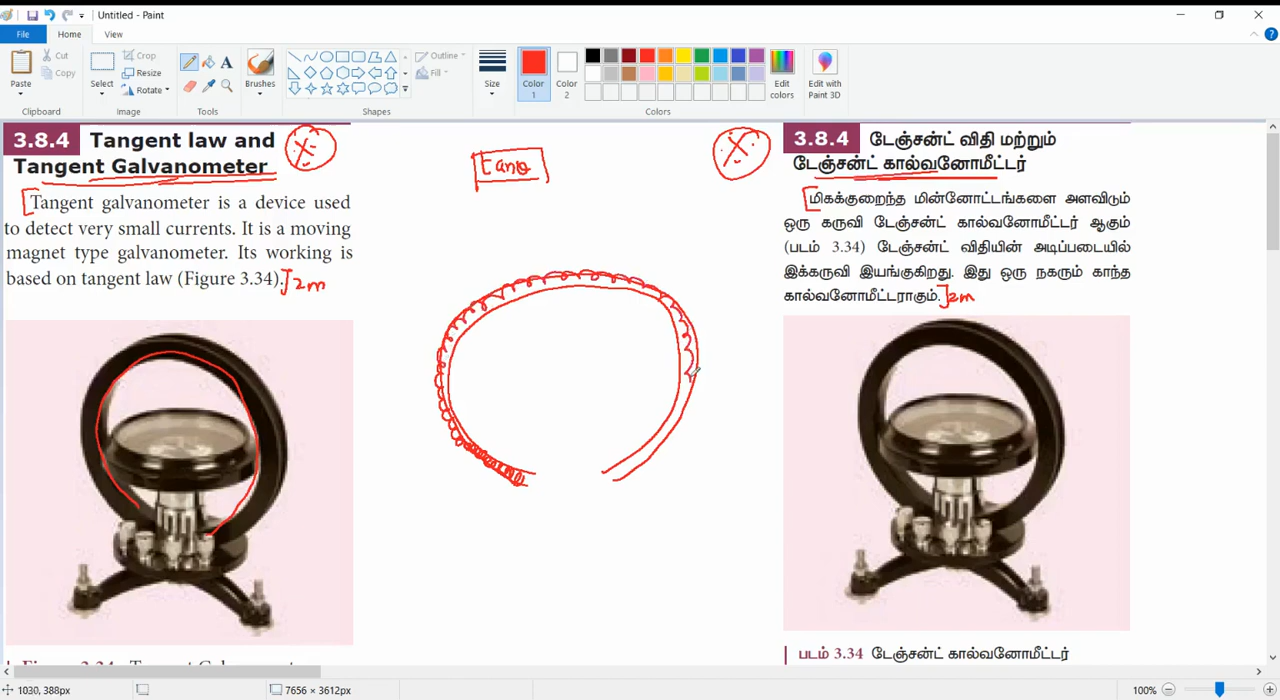 Untitled - Paint
File
Home
View
Paste
Cut
Copy
Clipboard
Select
Crop
Resize
Rotate
Image
Tools
Brushes
Shapes
Outline
Fill
Size
Color
1
Color
2
Edit
colors
Colors
Edit with
Paint 3D
3.8.4 Tangent law and
Tangent Galvanometer
X
Tangent galvanometer is a device used
to detect very small currents. It is a moving
magnet type galvanometer. Its working is
based on tangent law (Figure 3.34).
2m
tanθ
X
3.8.4 டேஞ்சன்ட் விதி மற்றும்
டேஞ்சன்ட் கால்வனோமீட்டர்
மிகக்குறைந்த மின்னோட்டங்களை அளவிடும்
ஒரு கருவி டேஞ்சன்ட் கால்வனோமீட்டர் ஆகும்
(படம் 3.34) டேஞ்சன்ட் விதியின் அடிப்படையில்
இக்கருவி இயங்குகிறது. இது ஒரு நகரும் காந்த
கால்வனோமீட்டராகும்.
2m
படம் 3.34 டேஞ்சன்ட் கால்வனோமீட்டர்
1030, 388px
7656 × 3612px
100%